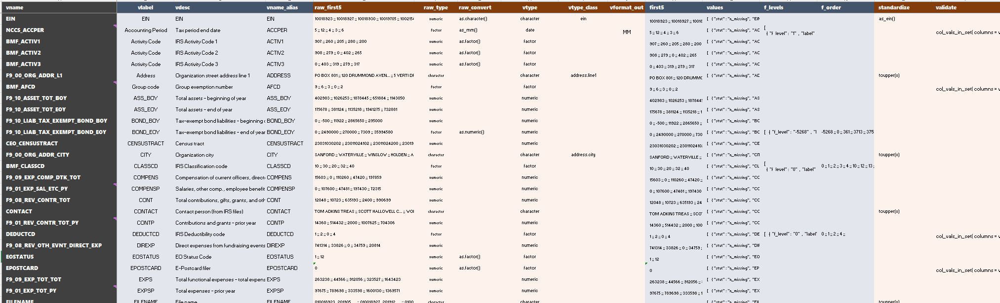 vname vlabel vdesc vname_alias raw_first5 raw_type raw_convert vtype vtype_class vformat_out first5 values f_levels f_order standardize validate
EIN EIN EIN EIN 10018923 ;; 10018927 ;; 10018930 ;; 10019705 ;; 1002154 numeric as.character() character ein 10018923 ;; 10018927 ;; 10018 [ { "stat" : "n_missing", "EIN as_ein()
NCCS_ACCPER Accounting Period Tax period end date ACCPER 5 ;; 12 ;; 4 ;; 3 ;; 6 factor as_mm() date MM 5 ;; 12 ;; 4 ;; 3 ;; 6 [ { "stat" : "n_missing", "AC [ { "f_level" : "1" , "label" col_vals_in_set( columns = v
BMF_ACTIV1 Activity Code IRS Activity Code 1 ACTIV1 907 ;; 260 ;; 205 ;; 280 ;; 200 numeric as.factor() factor 907 ;; 260 ;; 205 ;; 280 ;; 200 [ { "stat" : "n_missing", "AC
BMF_ACTIV2 Activity Code IRS Activity Code 2 ACTIV2 908 ;; 279 ;; 0 ;; 402 ;; 265 numeric as.factor() factor 908 ;; 279 ;; 0 ;; 402 ;; 265 [ { "stat" : "n_missing", "AC
BMF_ACTIV3 Activity Code IRS Activity Code 3 ACTIV3 0 ;; 403 ;; 319 ;; 279 ;; 317 numeric as.factor() factor 0 ;; 403 ;; 319 ;; 279 ;; 317 [ { "stat" : "n_missing", "AC
F9_00_ORG_ADDR_L1 Address Organization street address line 1 ADDRESS PO BOX 801 ;; 120 DRUMMOND AVEN... ;; 5 VERTI DF character character address.line1 PO BOX 801 ;; 120 DRUMMC [ { "stat" : "n_missing", "AD toupper(x)
BMF_AFCD Group code Group exemption number AFCD 9 ;; 6 ;; 3 ;; 0 ;; 2 factor factor 9 ;; 6 ;; 3 ;; 0 ;; 2 col_vals_in_set( columns = v
F9_10_ASSET_TOT_BOY ASS_BOY Total assets - beginning of year ASS_BOY 402983 ;; 1026253 ;; 1878445 ;; 651884 ;; 1143050 numeric numeric 402983 ;; 1026253 ;; 187844 [ { "stat" : "n_missing", "AS
F9_10_ASSET_TOT_EOY ASS_EOY Total assets - end of year ASS_EOY 175678 ;; 381124 ;; 1135218 ;; 1941275 ;; 732881 numeric numeric 175678 ;; 381124 ;; 1135218 ;; 1 [ { "stat" : "n_missing", "AS
F9_10_LIAB_TAX_EXEMPT_BOND_BOY BOND_BOY Tax-exempt bond liabilities - beginning o BOND_BOY 0 ;; -500 ;; 11922 ;; 2865650 ;; 295000 numeric numeric 0 ;; -500 ;; 11922 ;; 2865650 ;; [ { "stat" : "n_missing", "BC
F9_10_LIAB_TAX_EXEMPT_BOND_EOY BOND_EOY Tax-exempt bond liabilities - end of year BOND_EOY 0 ;; 2490000 ;; 270000 ;; 7309 ;; 35994580 factor as.numeric() numeric 0 ;; 2490000 ;; 270000 ;; 730 [ { "stat" : "n_missing", "BC [ { "f_level" : "-5268" , "l -5268 ;; 0 ;; 361 ;; 3713 ;; 375
CEO_CENSUSTRACT CENSUSTRACT Census tract CENSUSTRACT 23031030202 ;; 23011024102 ;; 23011024200 ;; 23019 numeric numeric 23031030202 ;; 2301102410 [ { "stat" : "n_missing", "CE
F9_00_ORG_ADDR_CITY CITY Organization city CITY SANFORD ;; WATERVILLE ;; WINSLOW ;; HOLDEN ;; A character character address.city SANFORD ;; WATERVILLE ;; [ { "stat" : "n_missing", "CIT toupper(x)
BMF_CLASSCD CLASSCD IRS Classification code CLASSCD 10 ;; 30 ;; 20 ;; 32 ;; 40 factor factor 10 ;; 30 ;; 20 ;; 32 ;; 40 [ { "stat" : "n_missing", "CL [ { "f_level" : "0" , "label" 0 ;; 1 ;; 2 ;; 3 ;; 4 ;; 10 ;; 12 ;; 13 ;
F9_09_EXP_COMP_DTK_TOT COMPENS Compensation of current officers, direct COMPENS 15603 ;; 0 ;; 110260 ;; 47420 ;; 197859 numeric numeric 15603 ;; 0 ;; 110260 ;; 47420 ;; [ { "stat" : "n_missing", "CC
F9_01_EXP_SAL_ETC_PY COMPENSP Salaries, other comp., employee benefit COMPENSP 0 ;; 107600 ;; 47481 ;; 197430 ;; 72315 numeric numeric 0 ;; 107600 ;; 47481 ;; 197430 [ { "stat" : "n_missing", "CC
F9_08_REV_CONTR_TOT CONT Total contributions, gifts, grants, and oth CONT 12048 ;; 10723 ;; 635193 ;; 2400 ;; 990699 numeric numeric 12048 ;; 10723 ;; 635193 ;; 24 [ { "stat" : "n_missing", "CC
CONTACT CONTACT Contact person (from IRS files) CONTACT TOM ADKINS TREAS ;; SCOTT HALLOWELL C... ;; WOI character character TOM ADKINS TREAS ;; SCO [ { "stat" : "n_missing", "CC toupper(x)
F9_01_REV_CONTR_TOT_PY CONTP Contributions and grants - prior year CONTP 14360 ;; 514432 ;; 2000 ;; 1007625 ;; 704306 numeric numeric 14360 ;; 514432 ;; 2000 ;; 100 [ { "stat" : "n_missing", "CC
DEDUCTCD DEDUCTCD IRS Deductibility code DEDUCTCD 1 ;; 2 ;; 0 ;; 4 factor factor 1 ;; 2 ;; 0 ;; 4 [ { "stat" : "n_missing", "DE [ { "f_level" : "0" , "label' 0 ;; 1 ;; 2 ;; 4 ;; col_vals_in_set( columns = v
F9_08_REV_OTH_EVNT_DIRECT_EXP DIREXP Direct expenses from fundraising events DIREXP 741314 ;; 33826 ;; 0 ;; 34759 ;; 20814 numeric numeric 741314 ;; 33826 ;; 0 ;; 34759 ; [ { "stat" : "n_missing", "DIF
EOSTATUS EOSTATUS EO Status Code EOSTATUS 1 ;; 12 numeric as.factor() factor 1 ;; 12 [ { "stat" : "n_missing", "EO
EPOSTCARD EPOSTCARD E-Postcard filer EPOSTCARD 0 numeric as.factor() factor 0 [ { "stat" : "n_missing", "EP col_vals_in_set( columns = v
F9_09_EXP_TOT_TOT EXPS Total functional expenses - total expens EXPS 263238 ;; 44566 ;; 912056 ;; 323527 ;; 1643423 numeric numeric 263238 ;; 44566 ;; 912056 ;; [ { "stat" : "n_missing", "EX
F9_01_EXP_TOT_PY EXPSP Total expenses - prior year EXPSP 97675 ;; 789698 ;; 333598 ;; 1600130 ;; 1369571 numeric numeric 97675 ;; 789698 ;; 333598 ;; 1 [ { "stat" : "n_missing", "EX
FILENAME FILENAME File name FILENAME 010018923_201905 ... ;; 010018927_201912 ... ;; 0100 character character [ { "stat" : "n_missing", "FIL toupper(x)